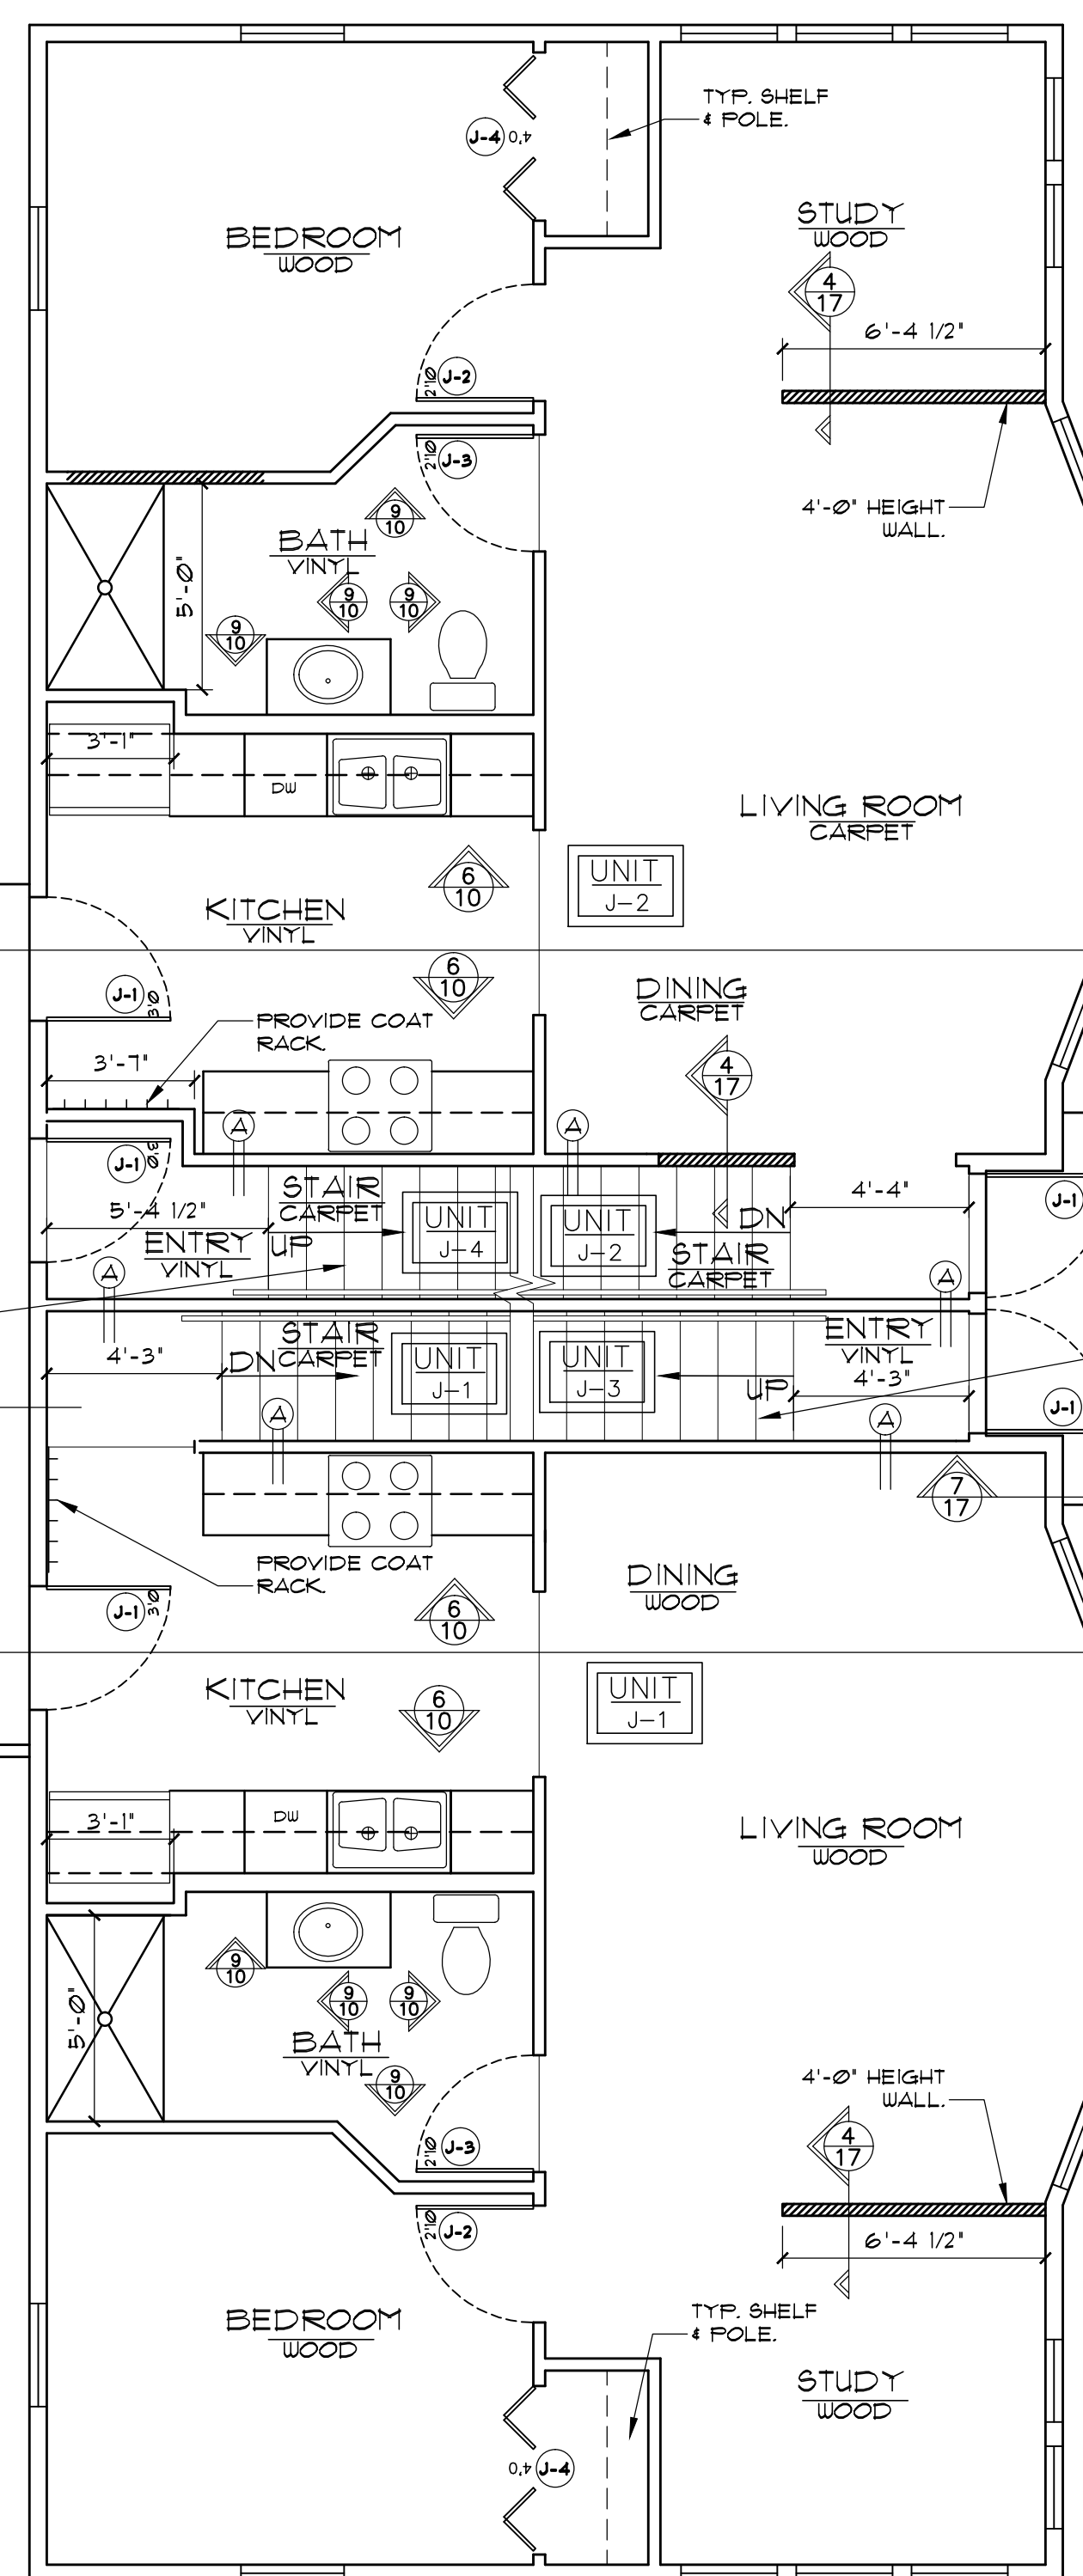 TYP. SHELF
& POLE.
J-4 4'0
BEDROOM
WOOD
STUDY
WOOD
4
17
6'-4 1/2"
2'10 J-2
2'10 J-3
4'-0" HEIGHT
WALL.
9
10
BATH
VINYL
9
10
9
10
9
10
5'-0"
3'-1"
DW
LIVING ROOM
CARPET
UNIT
J-2
6
10
KITCHEN
VINYL
6
10
DINING
CARPET
J-1 3'0
PROVIDE COAT
RACK.
3'-7"
4
17
A
A
J-1 3'0
STAIR
CARPET
5'-4 1/2"
UNIT
J-4
UNIT
J-2
4'-4"
J-1
DN
ENTRY
VINYL
UP
STAIR
CARPET
A
A
STAIR
CARPET
4'-3"
DN
UNIT
J-1
UNIT
J-3
ENTRY
VINYL
4'-3"
UP
J-1
A
A
7
17
PROVIDE COAT
RACK.
DINING
WOOD
J-1 3'0
6
10
KITCHEN
VINYL
6
10
UNIT
J-1
3'-1"
DW
LIVING ROOM
WOOD
9
10
9
10
9
10
5'-0"
BATH
VINYL
9
10
4'-0" HEIGHT
WALL.
2'10 J-3
4
17
2'10 J-2
6'-4 1/2"
BEDROOM
WOOD
TYP. SHELF
& POLE.
STUDY
WOOD
4'0 J-4